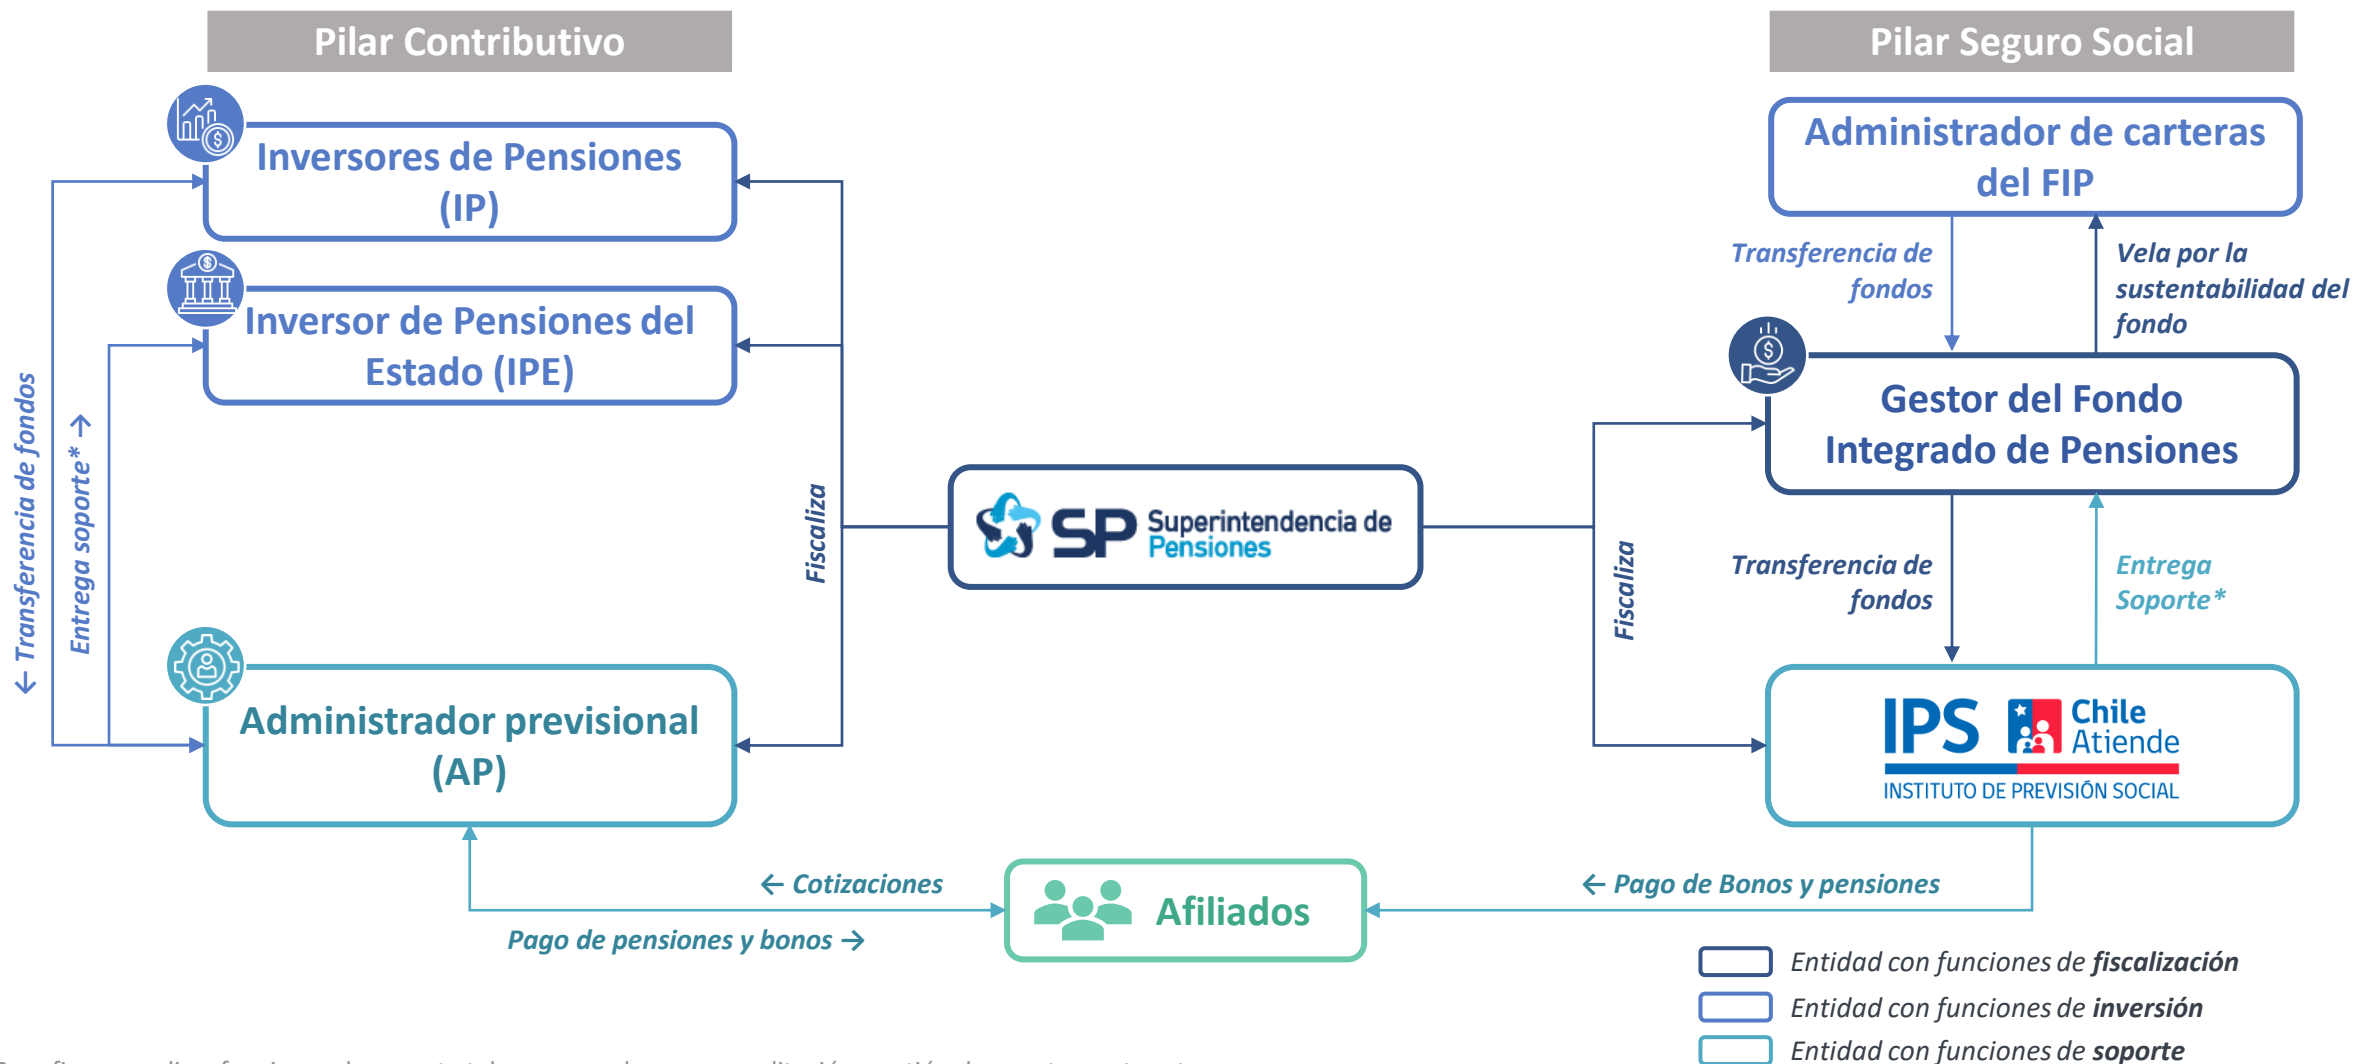 Pilar Contributivo
Pilar Seguro Social
Inversores de Pensiones
(IP)
Inversor de Pensiones del
Estado (IPE)
Administrador previsional
(AP)
← Transferencia de fondos
Entrega soporte* →
Fiscaliza
SP Superintendencia de
Pensiones
Fiscaliza
Administrador de carteras
del FIP
Transferencia de
fondos
Vela por la
sustentabilidad del
fondo
Gestor del Fondo
Integrado de Pensiones
Transferencia de
fondos
Entrega
Soporte*
IPS Chile
Atiende
INSTITUTO DE PREVISIÓN SOCIAL
← Cotizaciones
Pago de pensiones y bonos →
Afiliados
← Pago de Bonos y pensiones
Entidad con funciones de fiscalización
Entidad con funciones de inversión
Entidad con funciones de soporte